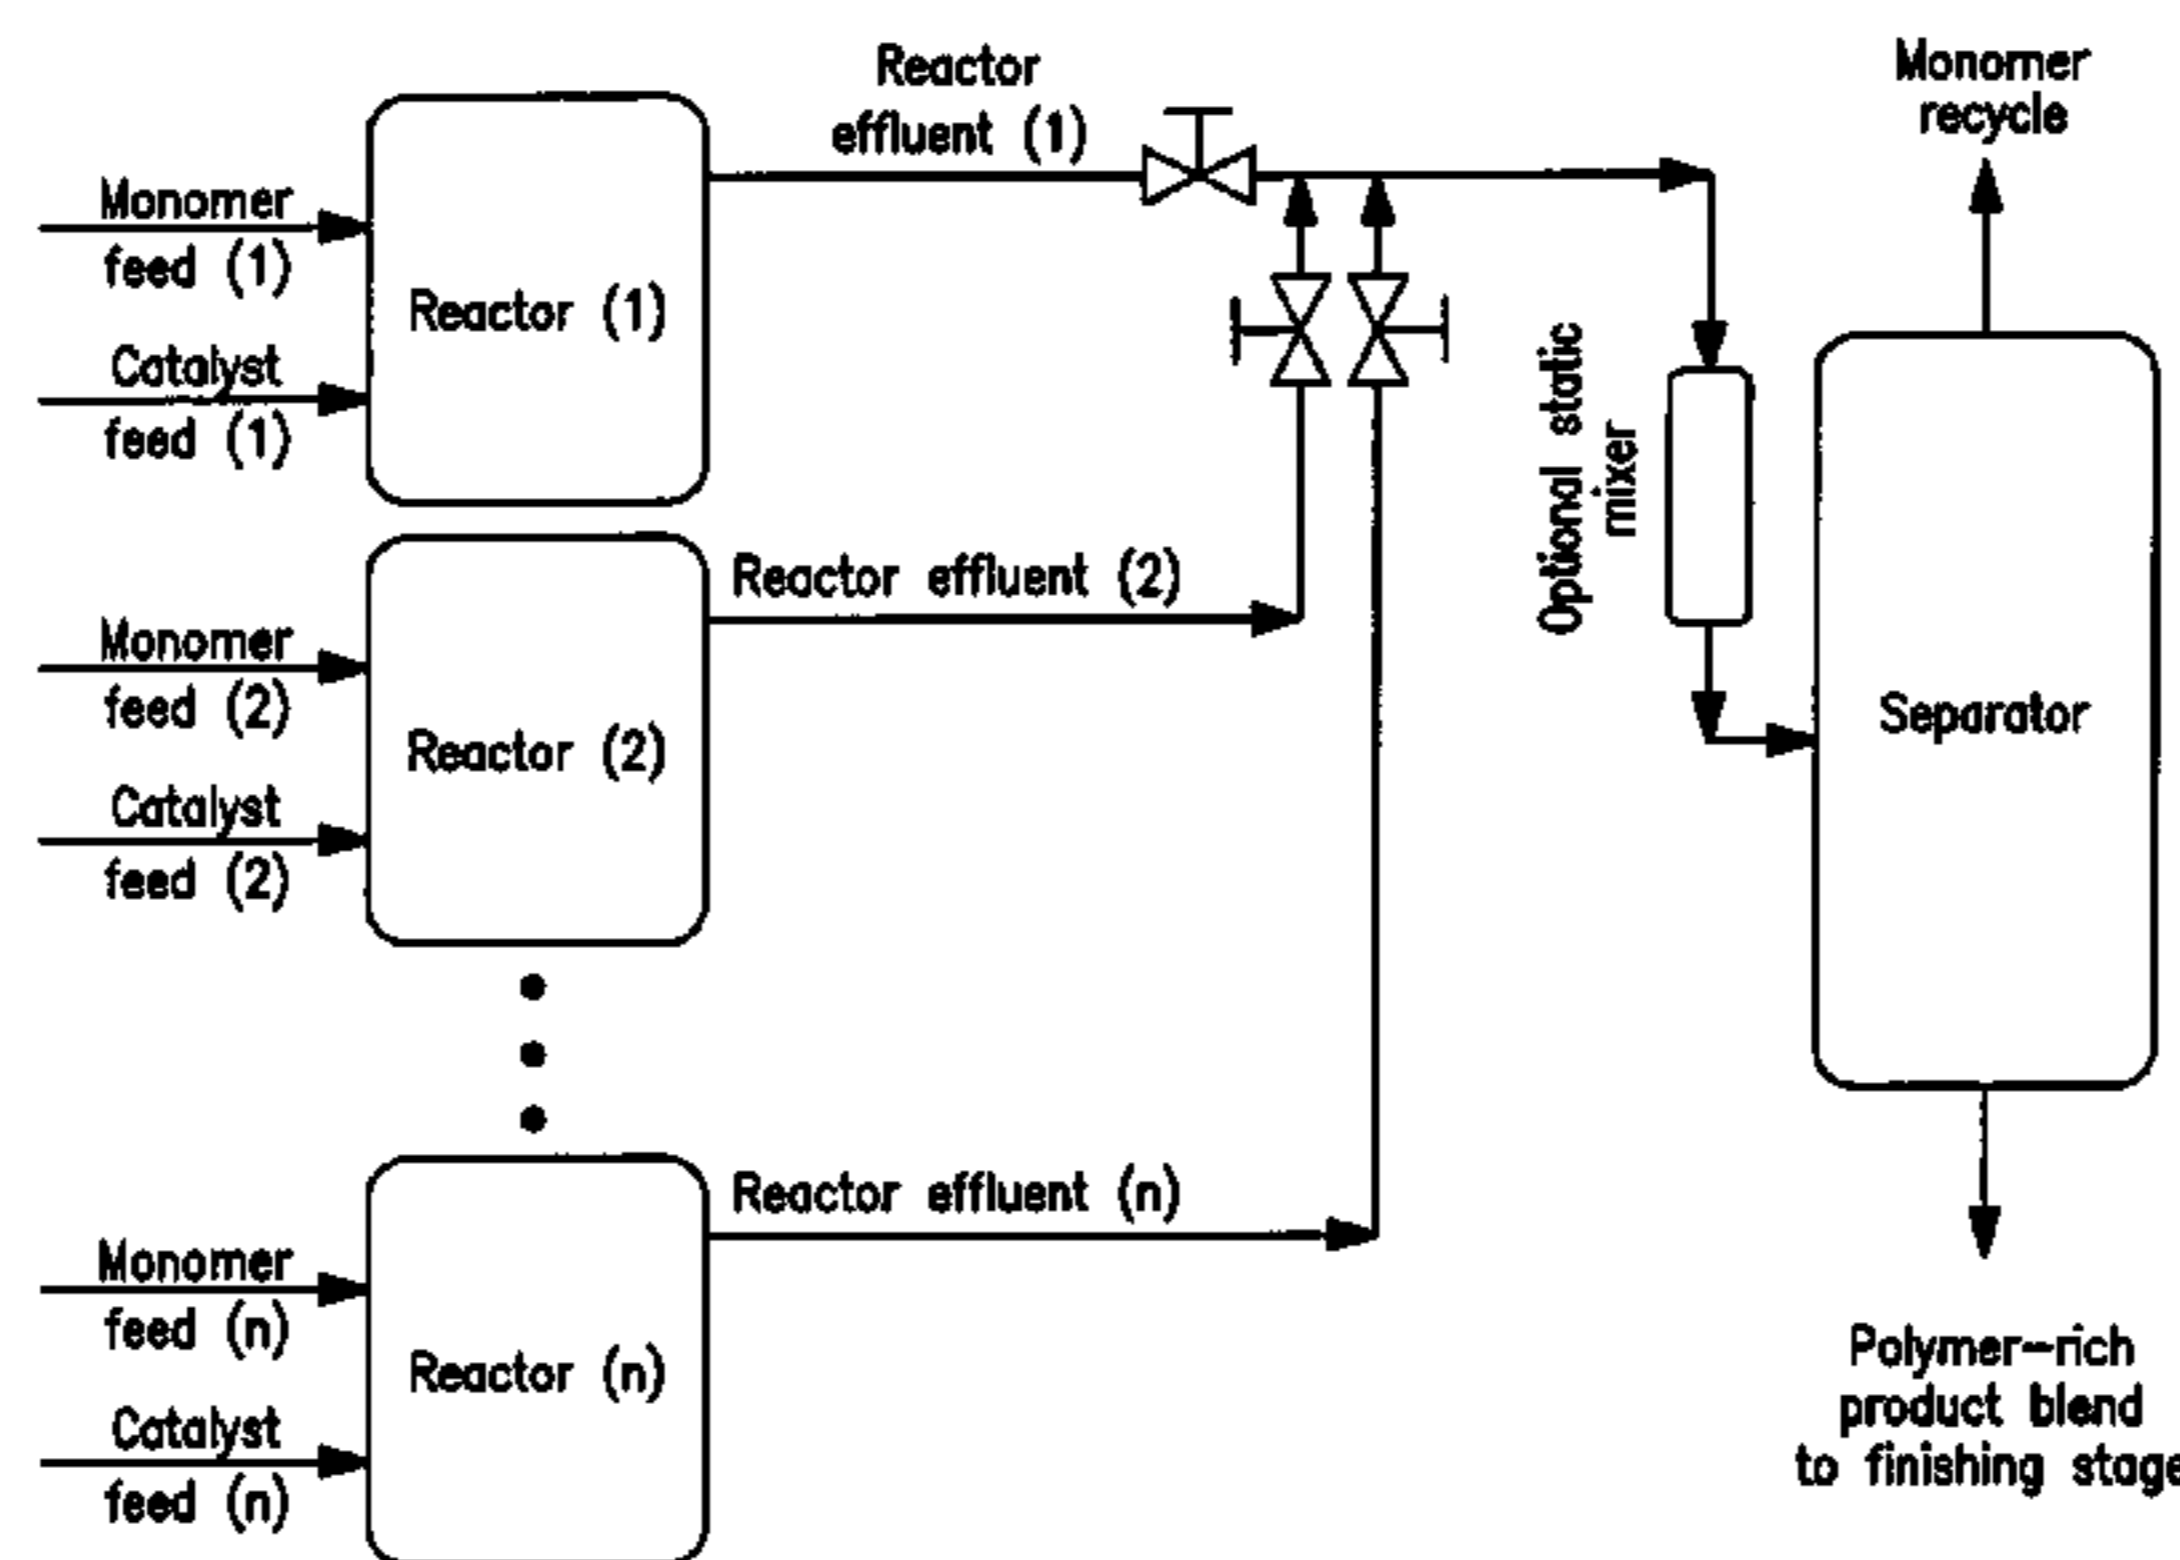 Reactor
effluent (1)
Monomer
recycle
Monomer
feed (1)
Reactor (1)
Catalyst
feed (1)
Optional static
mixer
Reactor effluent (2)
Monomer
feed (2)
Reactor (2)
Catalyst
feed (2)
Separator
Reactor effluent (n)
Monomer
feed (n)
Reactor (n)
Catalyst
feed (n)
Polymer-rich
product blend
to finishing stage